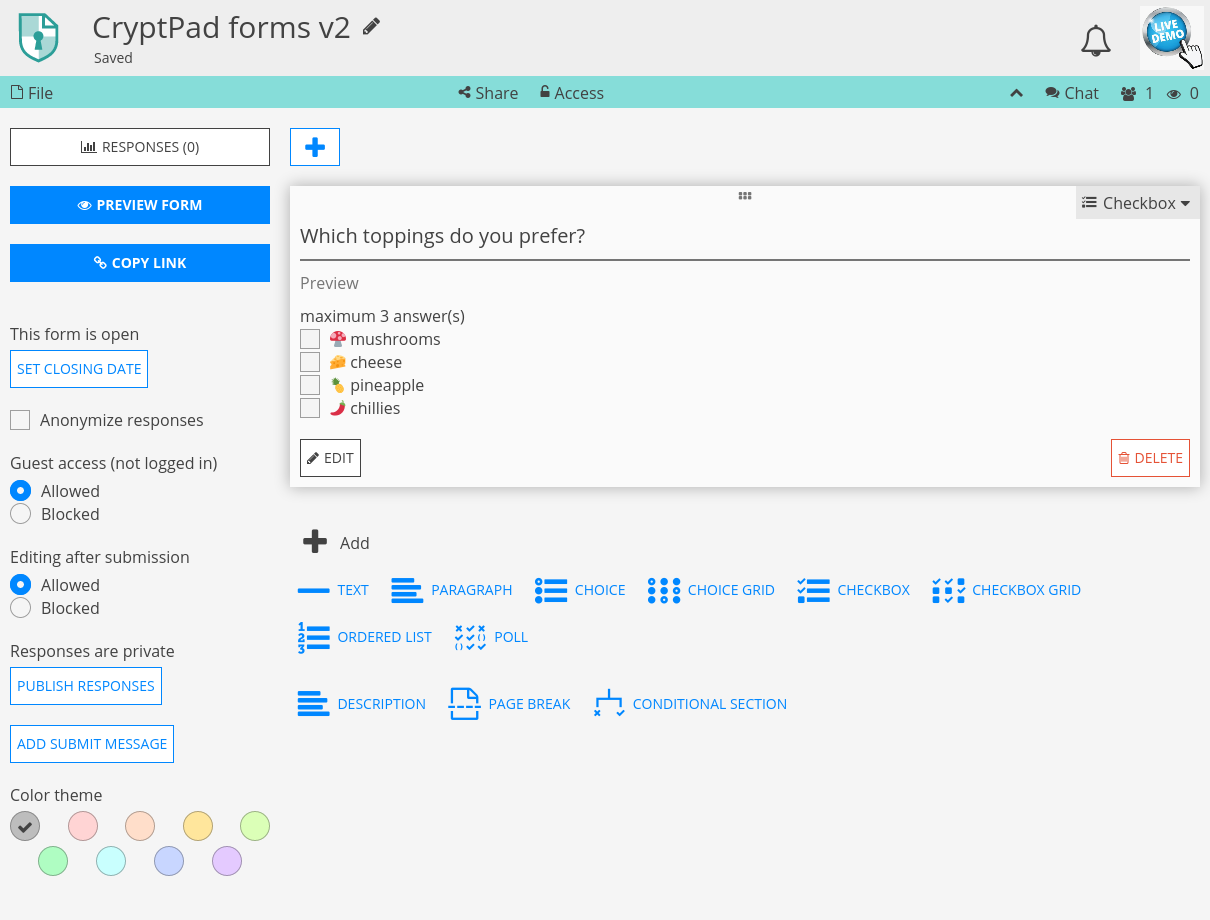 CryptPad forms v2
Saved
LIVE DEMO
File
Share
Access
Chat
1
0
RESPONSES (0)
PREVIEW FORM
COPY LINK
This form is open
SET CLOSING DATE
Anonymize responses
Guest access (not logged in)
Allowed
Blocked
Editing after submission
Allowed
Blocked
Responses are private
PUBLISH RESPONSES
ADD SUBMIT MESSAGE
Color theme
Checkbox
Which toppings do you prefer?
Preview
maximum 3 answer(s)
🍄 mushrooms
🧀 cheese
🍍 pineapple
🌶️ chillies
EDIT
DELETE
Add
TEXT
PARAGRAPH
CHOICE
CHOICE GRID
CHECKBOX
CHECKBOX GRID
1
2
3
ORDERED LIST
POLL
DESCRIPTION
PAGE BREAK
CONDITIONAL SECTION